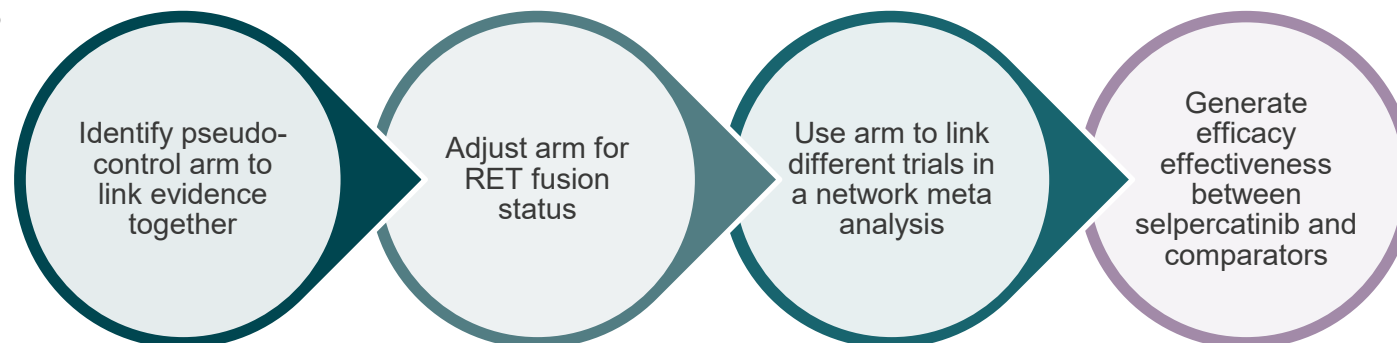 Identify pseudo-
control arm to
link evidence
together
Adjust arm for
RET fusion
status
Use arm to link
different trials in
a network meta
analysis
Generate
efficacy
effectiveness
between
selpercatinib and
comparators